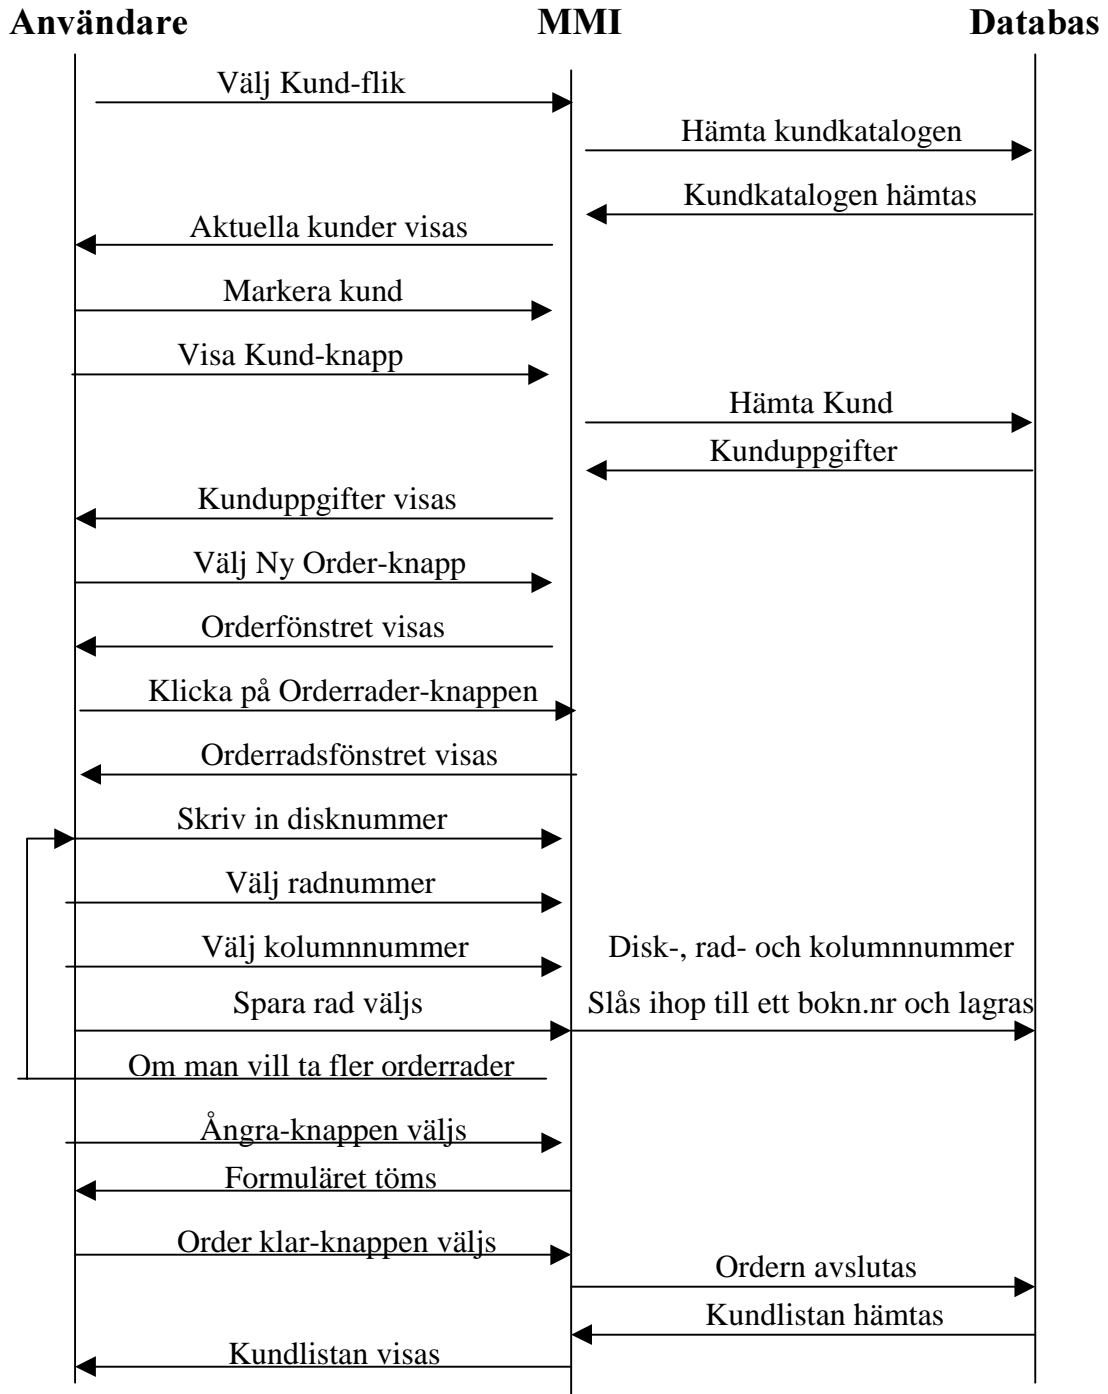 Användare MMI Databas
Välj Kund-flik
Hämta kundkatalogen
Kundkatalogen hämtas
Aktuella kunder visas
Markera kund
Visa Kund-knapp
Hämta Kund
Kunduppgifter
Kunduppgifter visas
Välj Ny Order-knapp
Orderfönstret visas
Klicka på Orderrader-knappen
Orderradsfönstret visas
Skriv in disknummer
Välj radnummer
Välj kolumnnummer Disk-, rad- och kolumnnummer
Spara rad väljs Slås ihop till ett bokn.nr och lagras
Om man vill ta fler orderrader
Ångra-knappen väljs
Formuläret töms
Order klar-knappen väljs
Ordern avslutas
Kundlistan hämtas
Kundlistan visas